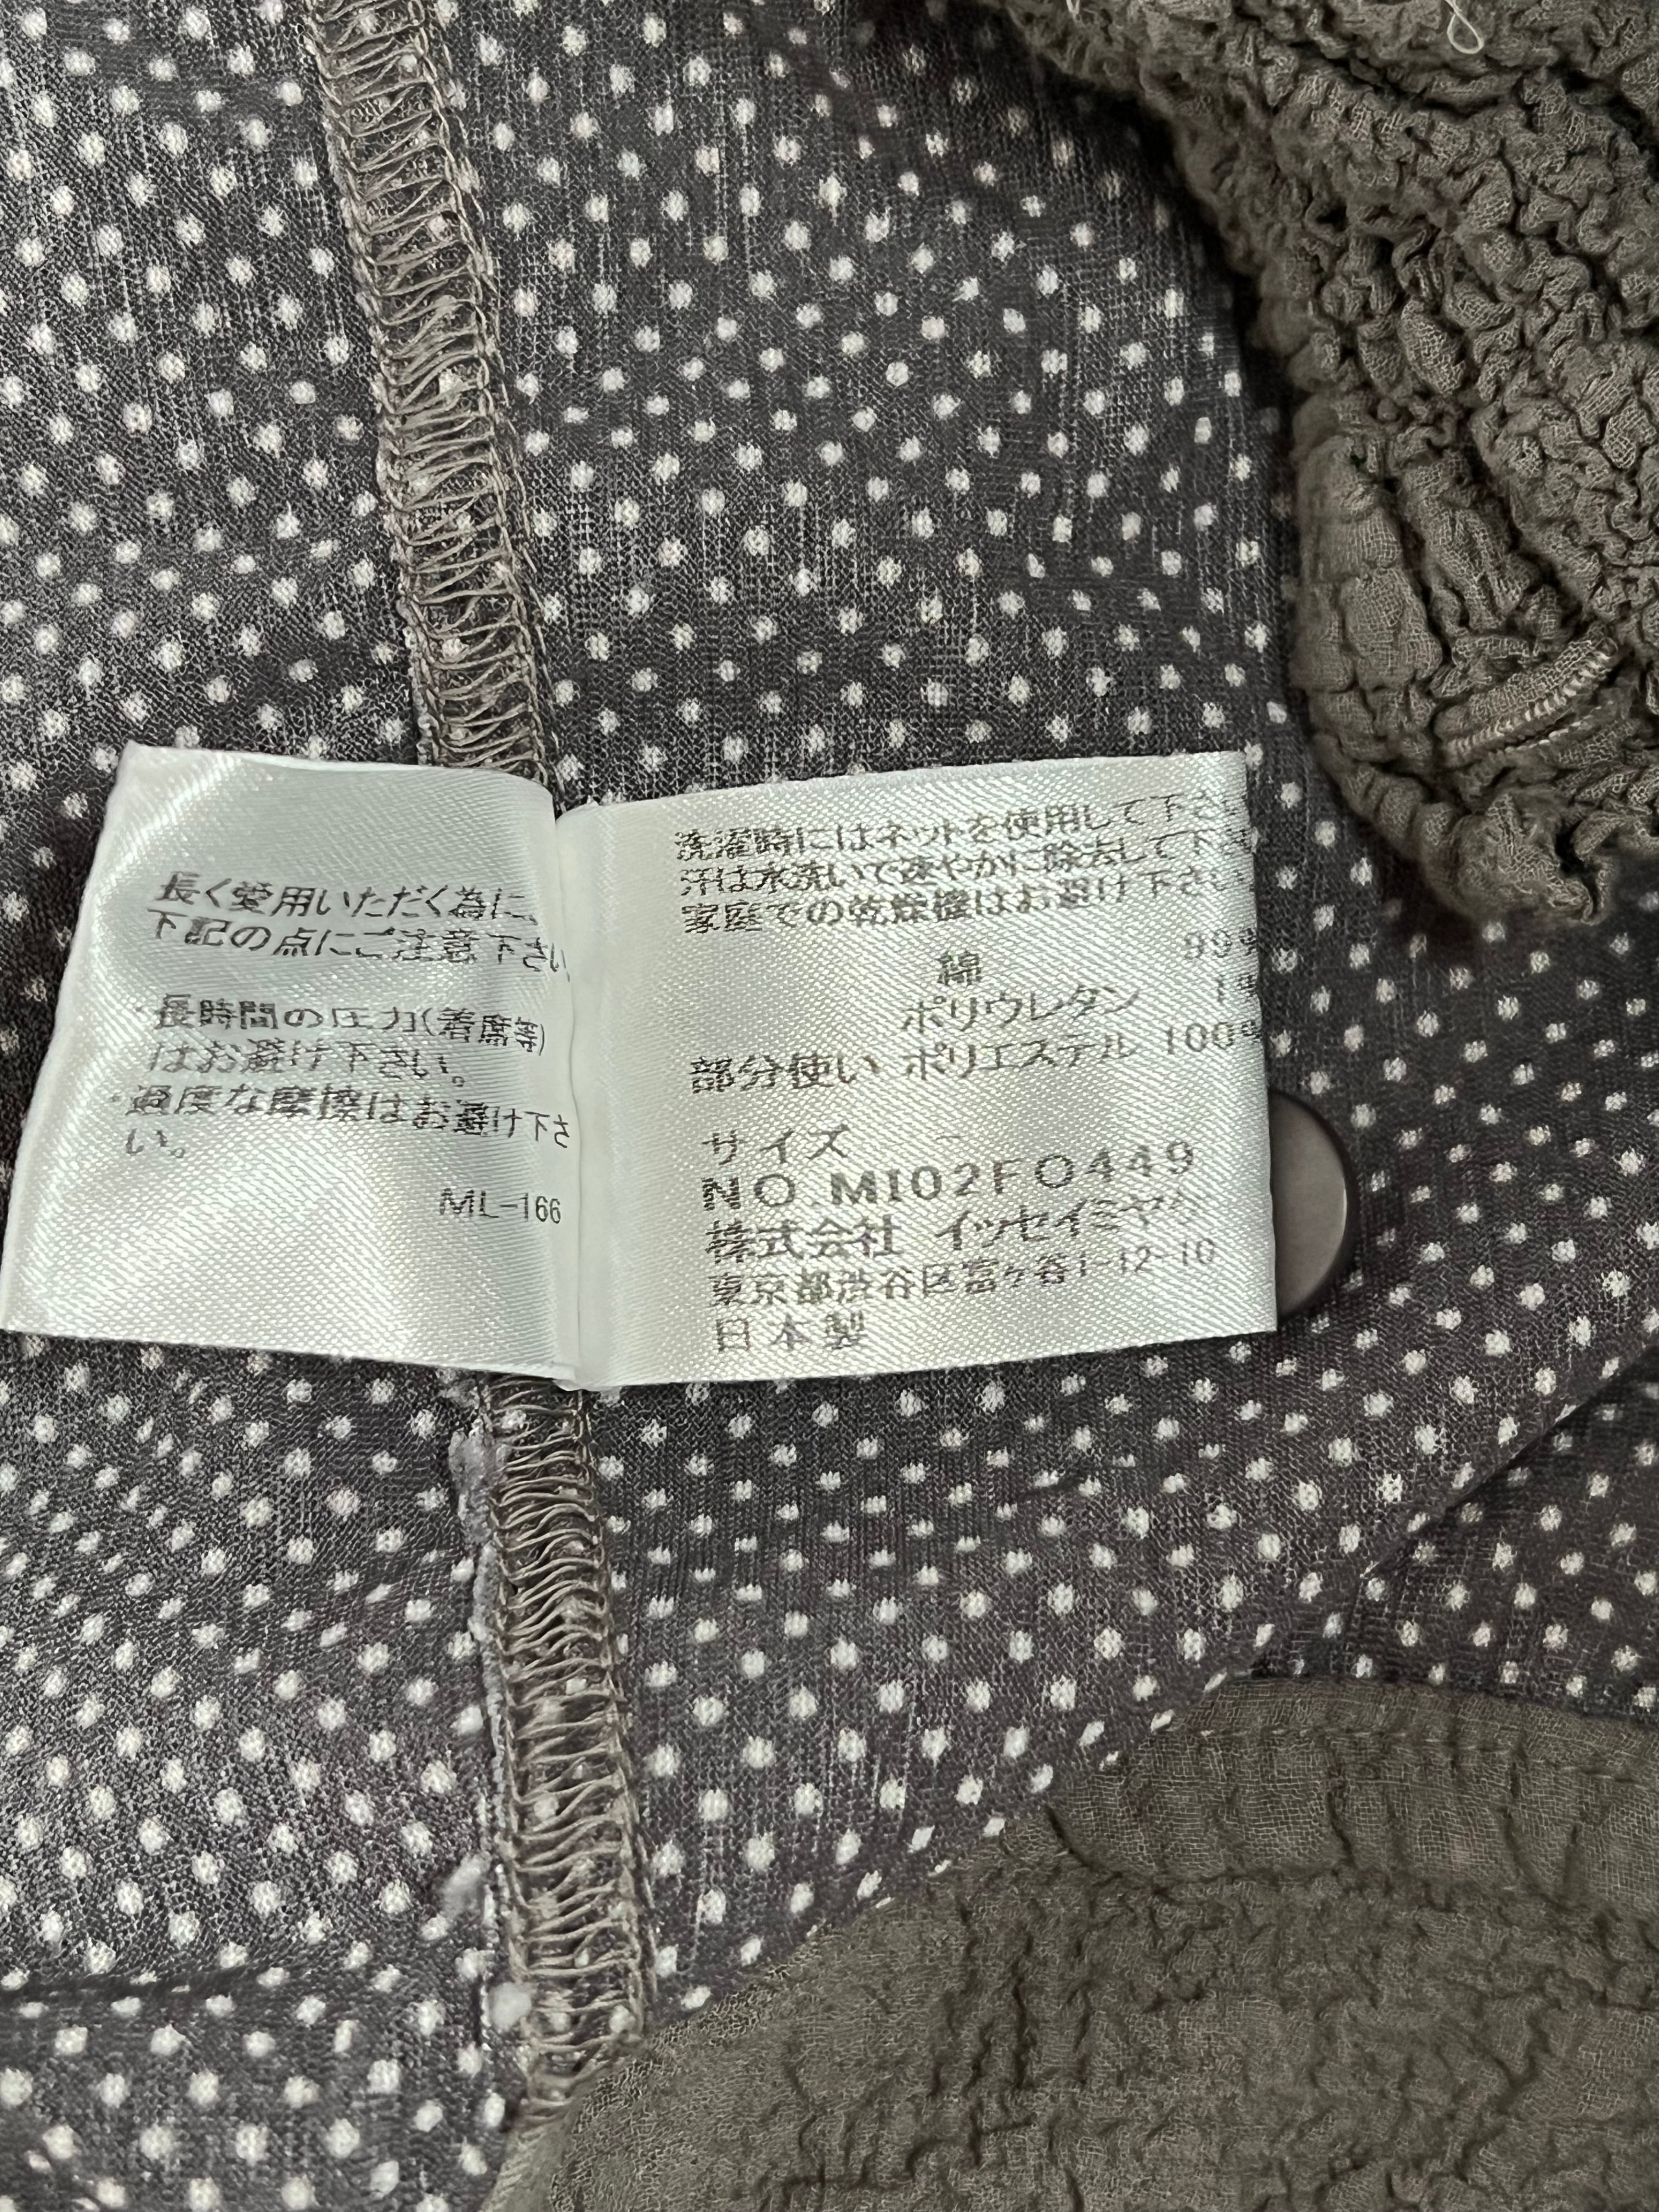 長く愛用いただく為に、
下記の点にご注意下さい
・長時間の圧力(着席等)
はお避け下さい。
・過度な摩擦はお避け下さ
い。
ML-166
洗濯時にはネットを使用して下さい
汗は水洗いで速やかに除去して下さ
家庭での乾燥機はお避け下さい
綿 99%
ポリウレタン 1%
部分使い ポリエステル 100%
サイズ -
NO.MI02FO449
株式会社 イッセイミヤケ
東京都渋谷区富ヶ谷1-12-10
日本製